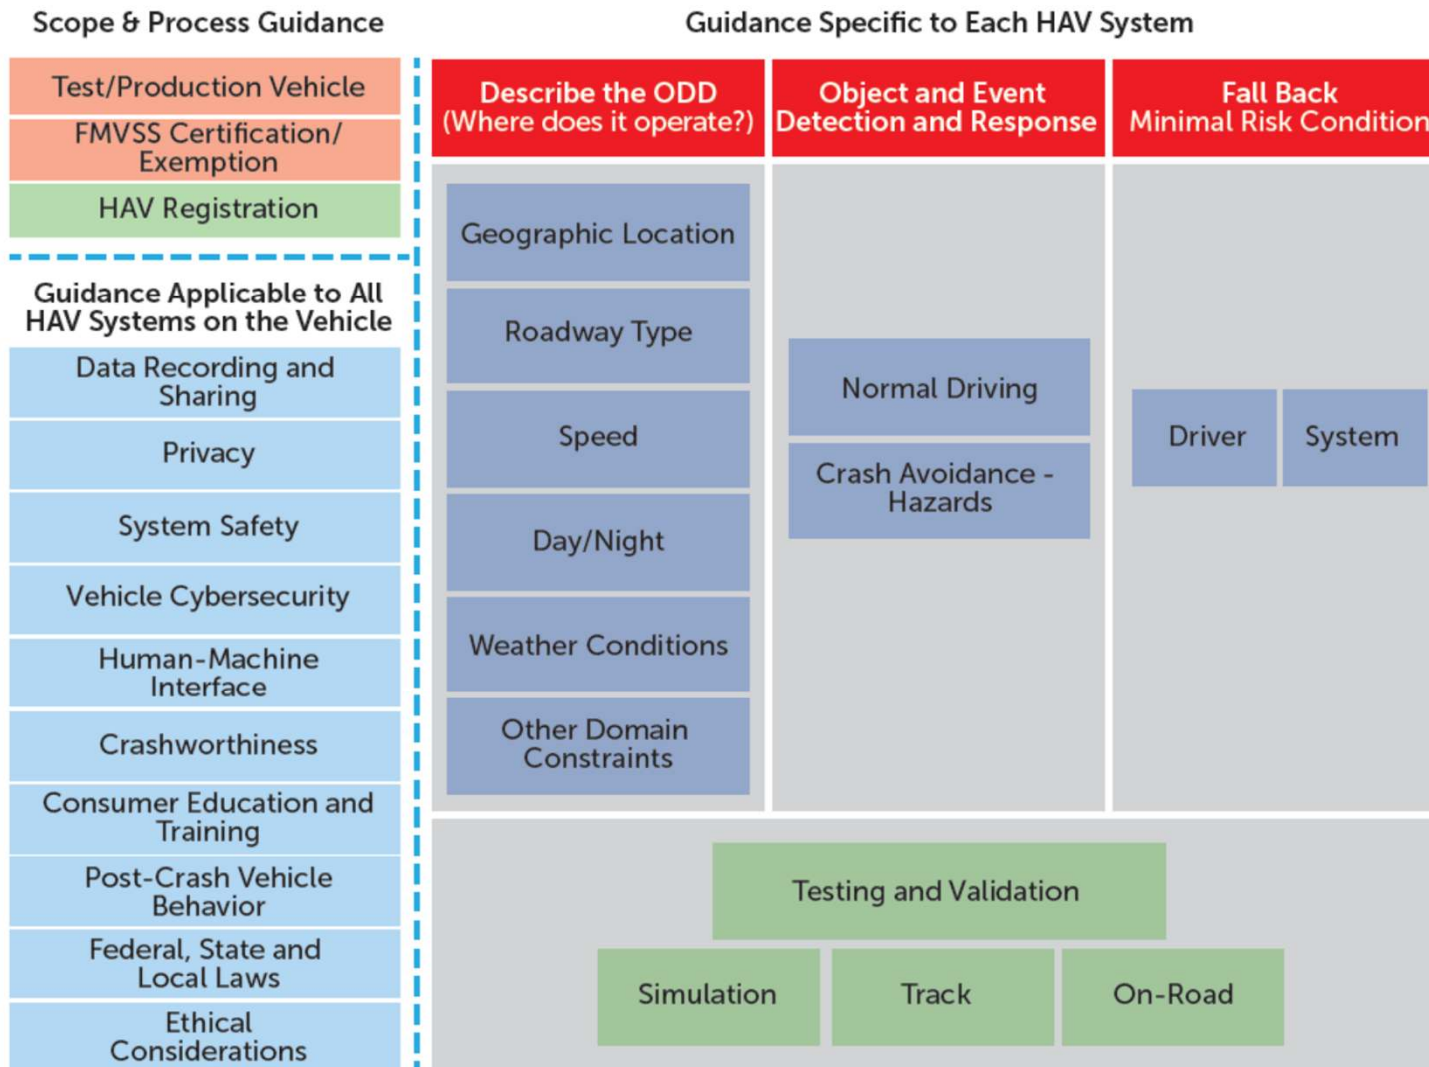 Scope & Process Guidance
Test/Production Vehicle
FMVSS Certification/
Exemption
HAV Registration
Guidance Applicable to All
HAV Systems on the Vehicle
Data Recording and
Sharing
Privacy
System Safety
Vehicle Cybersecurity
Human-Machine
Interface
Crashworthiness
Consumer Education and
Training
Post-Crash Vehicle
Behavior
Federal, State and
Local Laws
Ethical
Considerations
Guidance Specific to Each HAV System
Describe the ODD
(Where does it operate?)
Geographic Location
Roadway Type
Speed
Day/Night
Weather Conditions
Other Domain
Constraints
Object and Event
Detection and Response
Normal Driving
Crash Avoidance -
Hazards
Fall Back
Minimal Risk Condition
Driver
System
Testing and Validation
Simulation
Track
On-Road